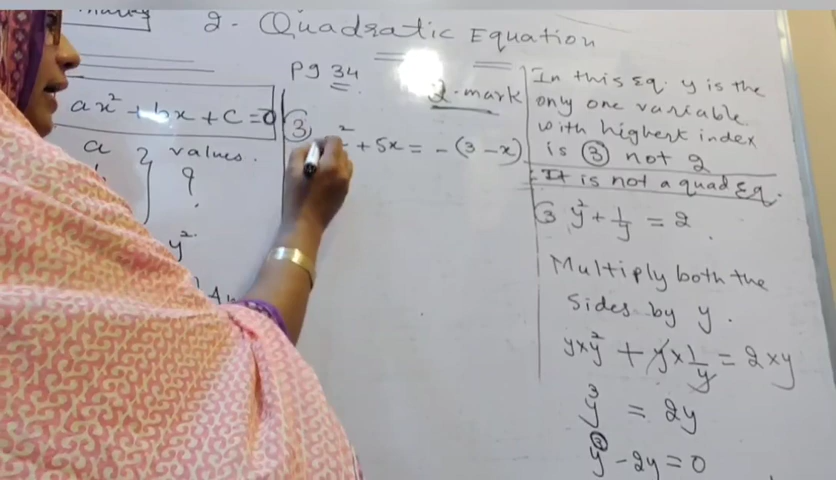 2. Quadratic Equation
ax² + bx + c = 0
a
values.
?
y²
Pg 34
2-mark
③ ² + 5x = - (3 - x)
In this Eq. y is the
only one variable
with highest index
is ③ not 2
It is not a quad Eq.
③ y² + 1/y = 2
Multiply both the
sides by y.
y×y² + y×1/y = 2×y
y³ = 2y
y³ - 2y = 0